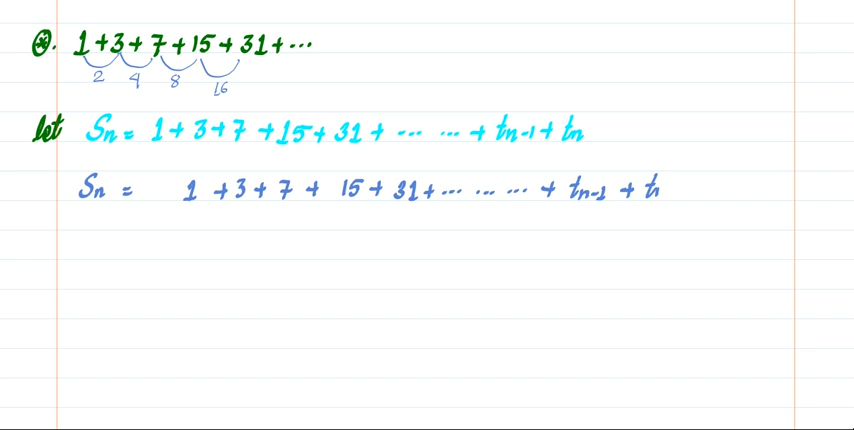 ⊛. 1 + 3 + 7 + 15 + 31 + ...
2 4 8 16
let Sn = 1 + 3 + 7 + 15 + 31 + ... ... + tn-1 + tn
Sn = 1 + 3 + 7 + 15 + 31 + ... ... ... + tn-1 + t